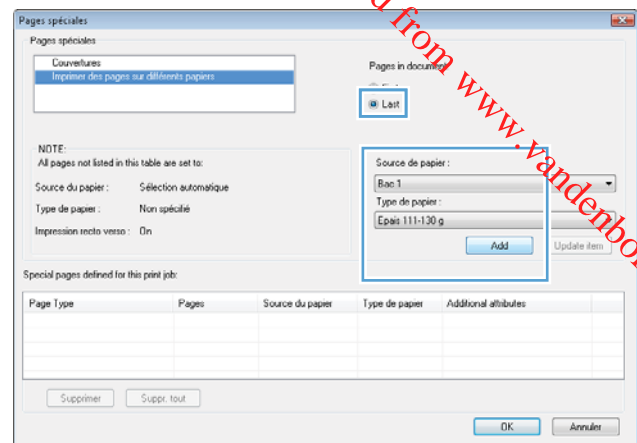 Pages spéciales
Pages spéciales
Couvertures
Imprimer des pages sur différents papiers
Pages in document
Last
NOTE:
All pages not listed in this table are set to:
Source du papier :
Sélection automatique
Type de papier :
Non spécifié
Impression recto verso :
On
Source de papier :
Bac 1
Type de papier :
Epais 111-130 g
Add
Update item
Special pages defined for this print job:
Page Type
Pages
Source du papier
Type de papier
Additional attributes
Supprimer
Suppr. tout
OK
Annuler
from www.vandenbo